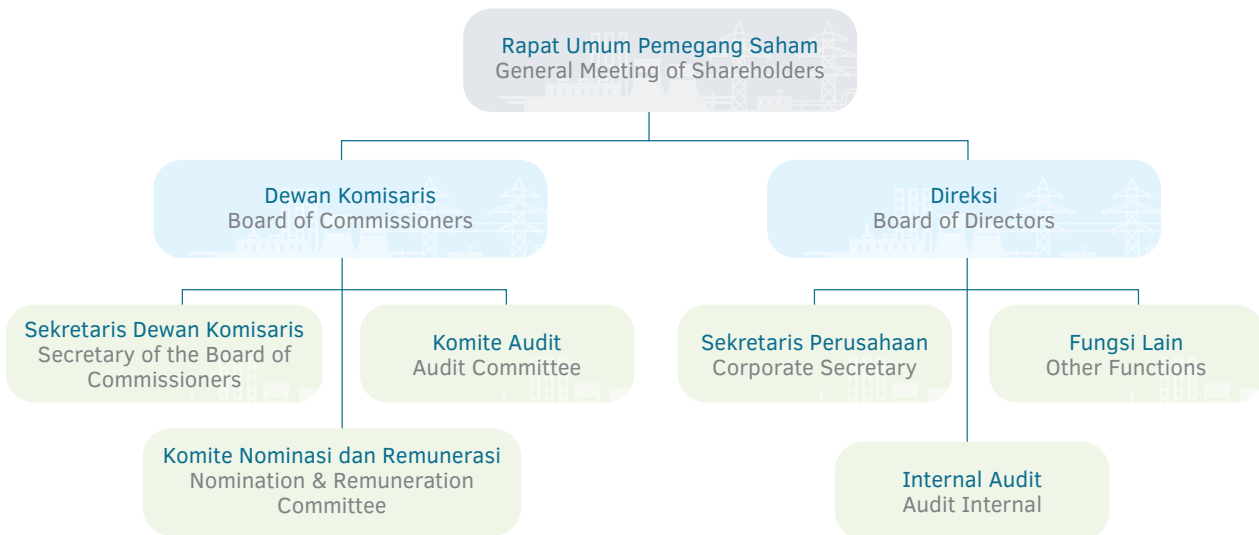 Rapat Umum Pemegang Saham
General Meeting of Shareholders
Dewan Komisaris
Board of Commissioners
Direksi
Board of Directors
Sekretaris Dewan Komisaris
Secretary of the Board of
Commissioners
Komite Audit
Audit Committee
Sekretaris Perusahaan
Corporate Secretary
Fungsi Lain
Other Functions
Komite Nominasi dan Remunerasi
Nomination & Remuneration
Committee
Internal Audit
Audit Internal